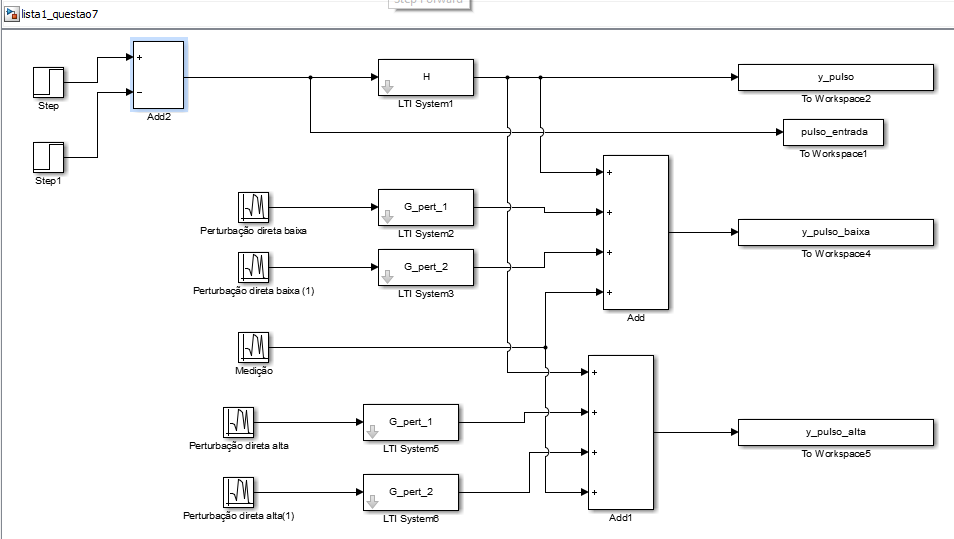 Step Forward
lista1_questao7
+
−
Step
Add2
Step1
H
LTI System1
y_pulso
To Workspace2
pulso_entrada
To Workspace1
Perturbação direta baixa
G_pert_1
LTI System2
Perturbação direta baixa (1)
G_pert_2
LTI System3
+
+
+
+
Add
y_pulso_baixa
To Workspace4
Medição
Perturbação direta alta
G_pert_1
LTI System5
Perturbação direta alta(1)
G_pert_2
LTI System6
+
+
+
+
Add1
y_pulso_alta
To Workspace5